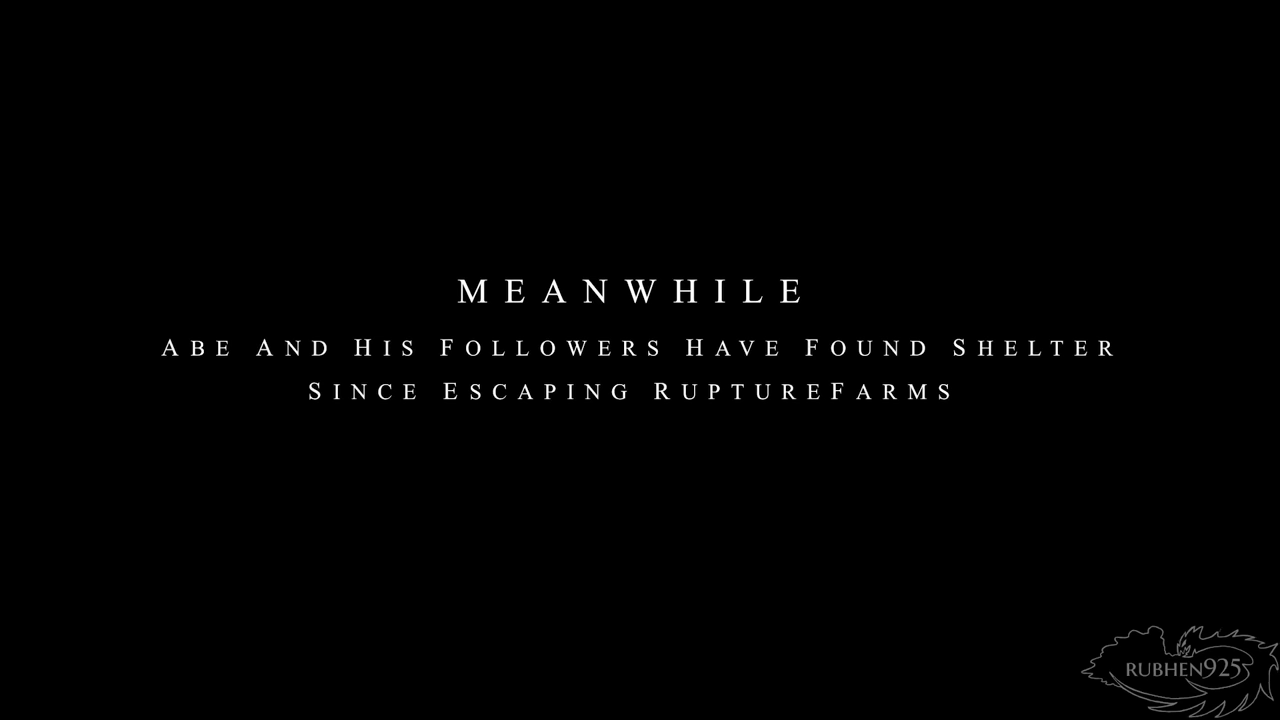 MEANWHILE
ABE AND HIS FOLLOWERS HAVE FOUND SHELTER
SINCE ESCAPING RUPTUREFARMS
RUBHEN925